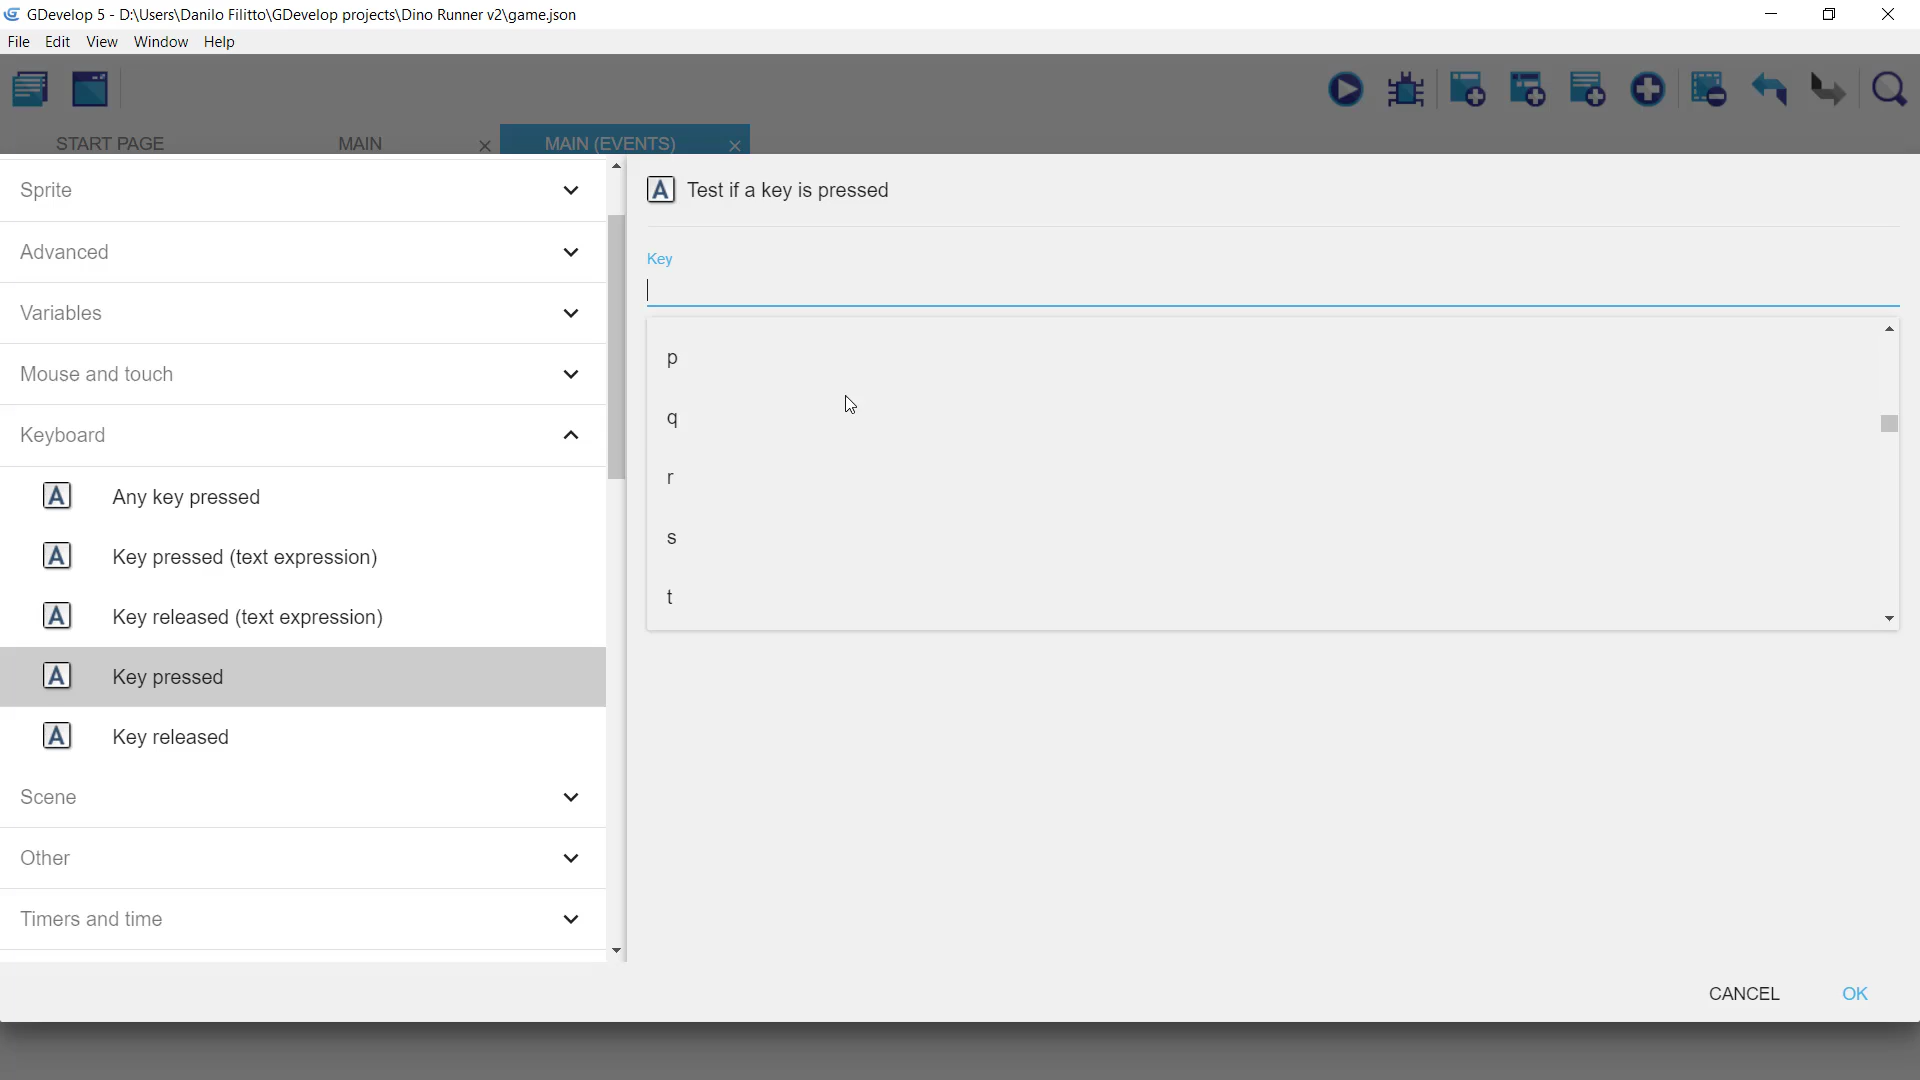 GDevelop 5 - D:\Users\Danilo Filitto\GDevelop projects\Dino Runner v2\game.json
File Edit View Window Help
START PAGE MAIN MAIN (EVENTS)
Sprite
Advanced
Variables
Mouse and touch
Keyboard
A Any key pressed
A Key pressed (text expression)
A Key released (text expression)
A Key pressed
A Key released
Scene
Other
Timers and time
A Test if a key is pressed
Key
p
q
r
s
t
CANCEL OK